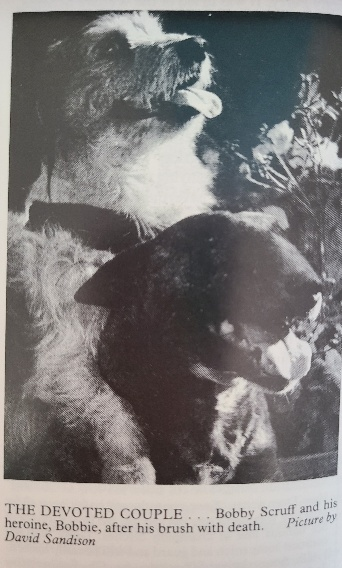 THE DEVOTED COUPLE . . . Bobby Scruff and his
heroine, Bobbie, after his brush with death. Picture by
David Sandison